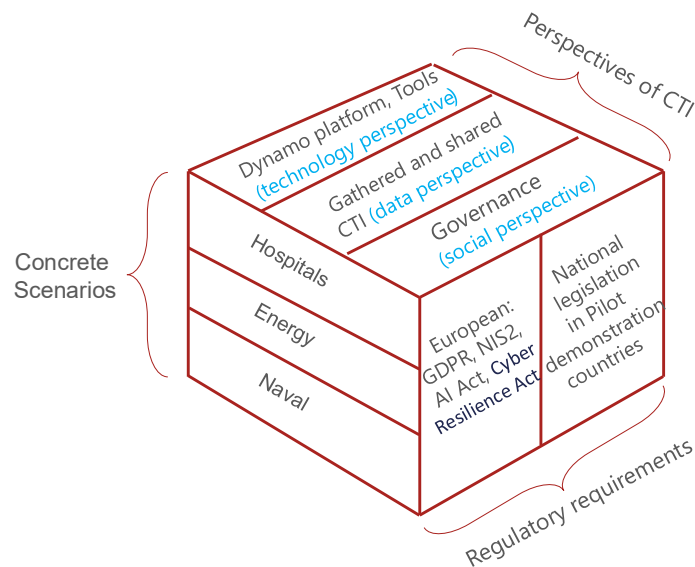 Perspectives of CTI
Dynamo platform, Tools
(technology perspective)
Gathered and shared
CTI (data perspective)
Governance
(social perspective)
Concrete
Scenarios
Hospitals
Energy
Naval
European:
GDPR, NIS2,
AI Act, Cyber
Resilience Act
National
legislation
in Pilot
demonstration
countries
Regulatory requirements